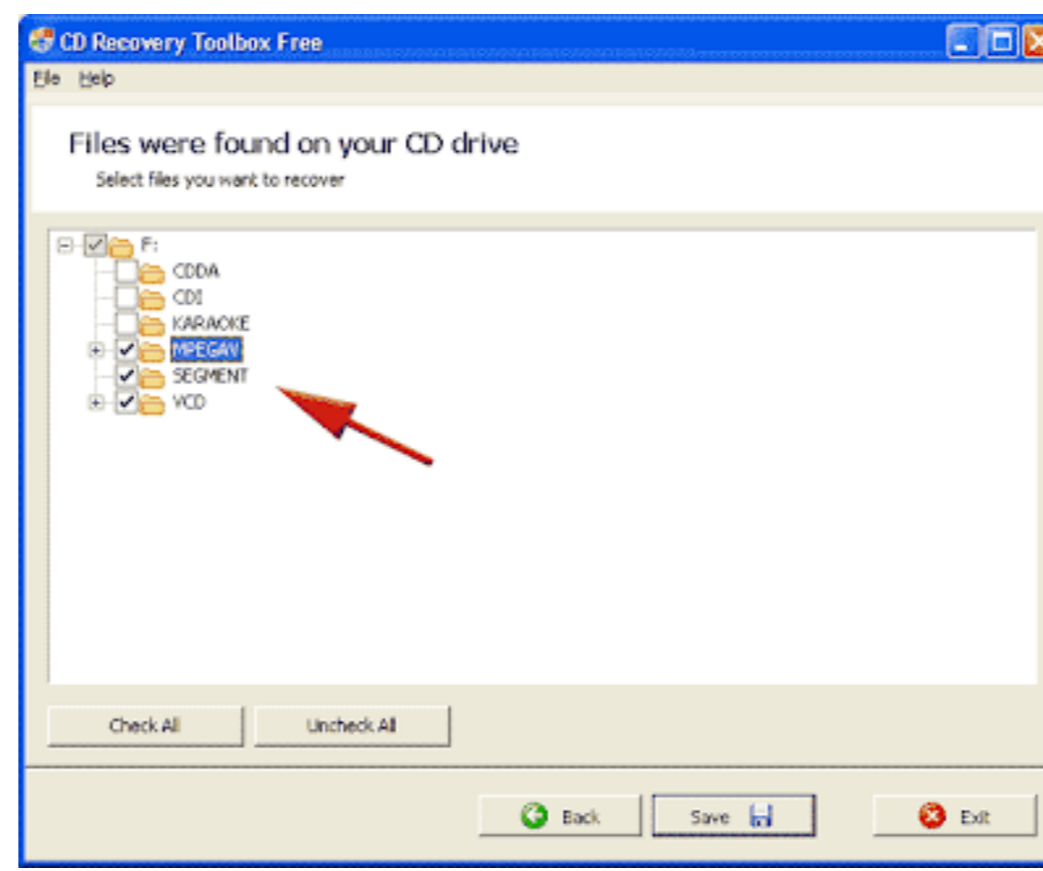 CD Recovery Toolbox Free
File Help
Files were found on your CD drive
Select files you want to recover
F:
CDDA
CDI
KARAOKE
MPEGAV
SEGMENT
VCD
Check All Uncheck All
Back Save Exit